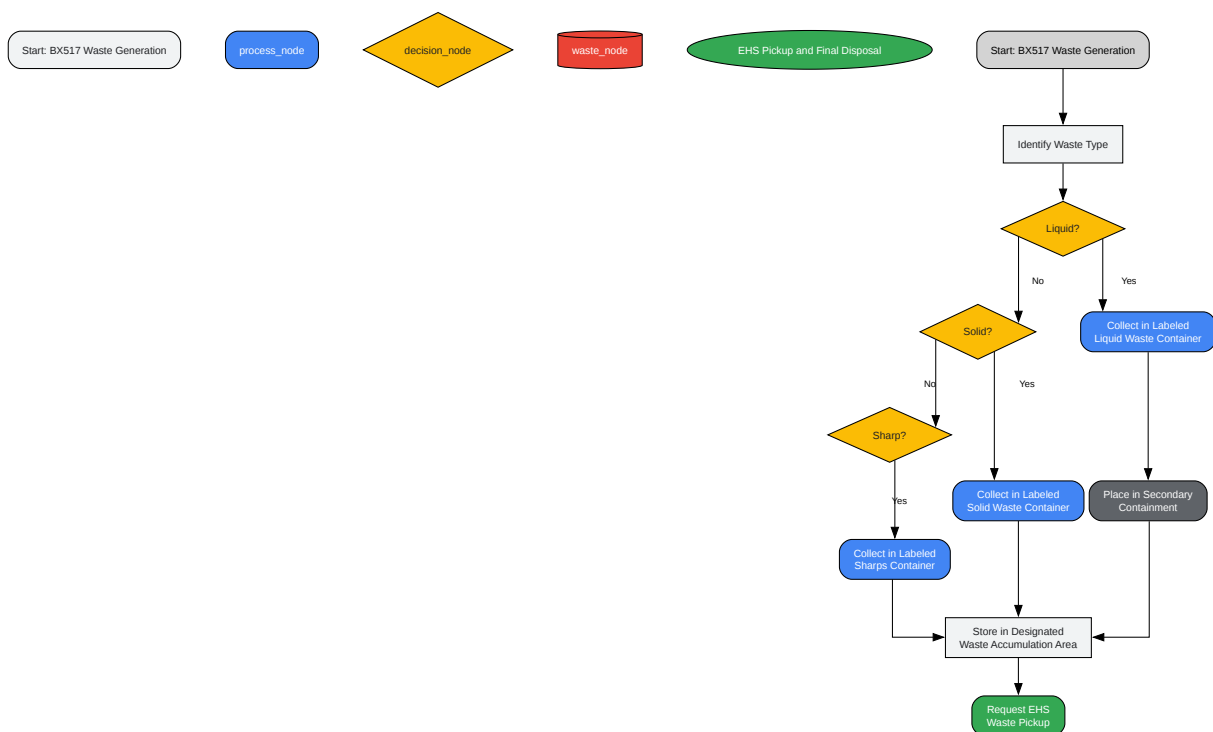 Start: BX517 Waste Generation
process_node
decision_node
waste_node
EHS Pickup and Final Disposal
Start: BX517 Waste Generation
Identify Waste Type
Liquid?
No
Yes
Solid?
Collect in Labeled
Liquid Waste Container
No
Yes
Sharp?
Yes
Collect in Labeled
Solid Waste Container
Place in Secondary
Containment
Collect in Labeled
Sharps Container
Store in Designated
Waste Accumulation Area
Request EHS
Waste Pickup